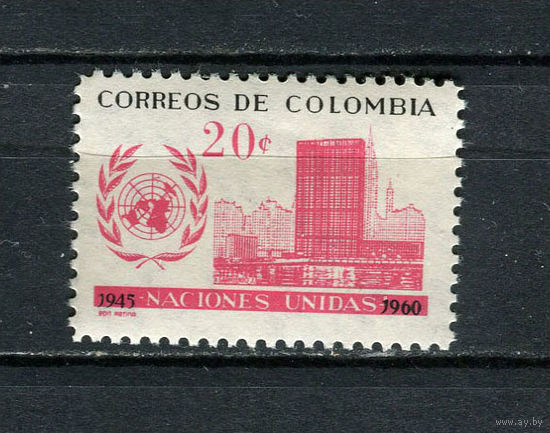 CORREOS DE COLOMBIA
20¢
1945 NACIONES UNIDAS 1960
www.ay.by